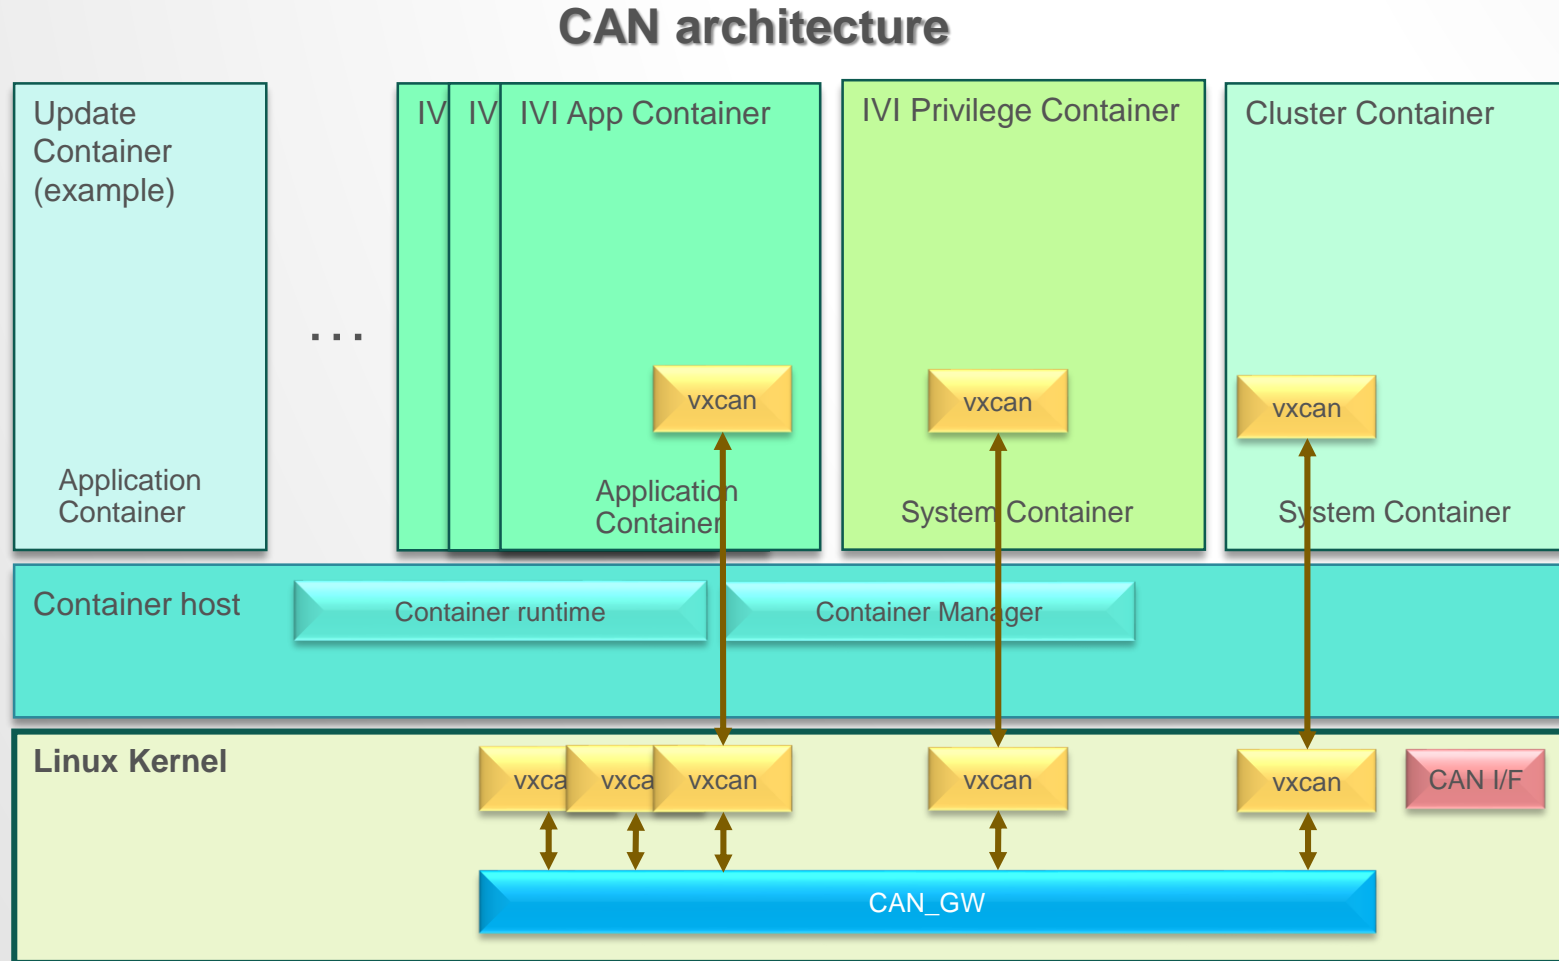 CAN architecture
Update
Container
(example)
Application
Container
...
IV
IV
IVI App Container
vxcan
Application
Container
IVI Privilege Container
vxcan
System Container
Cluster Container
vxcan
System Container
Container host
Container runtime
Container Manager
Linux Kernel
vxca
vxca
vxcan
vxcan
vxcan
CAN I/F
CAN_GW